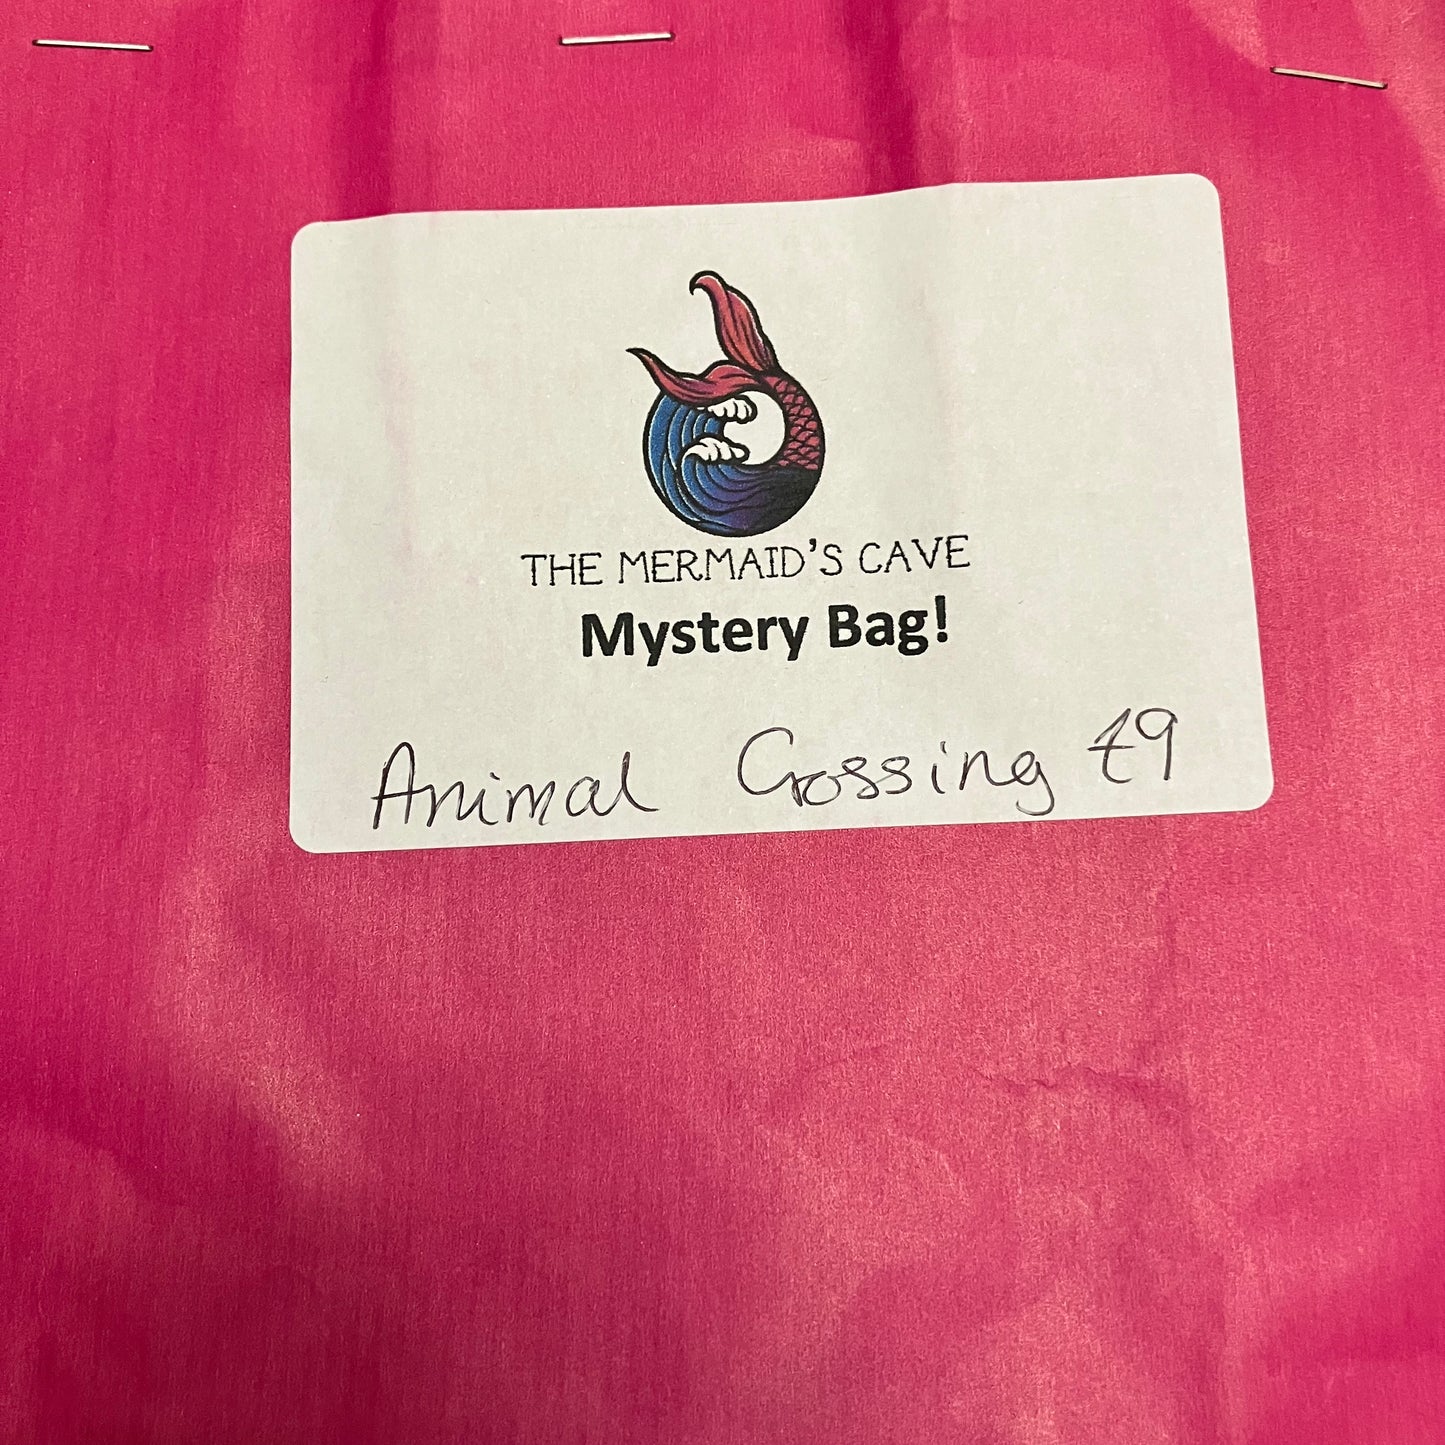 THE MERMAID'S CAVE
Mystery Bag!
Animal Crossing £9